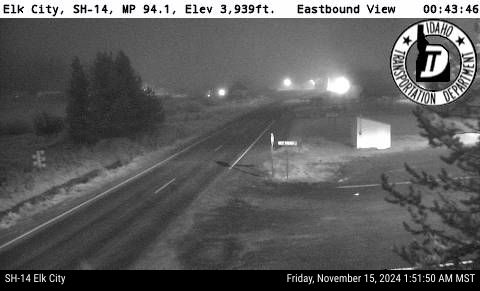 Elk City, SH-14, MP 94.1, Elev 3,939ft.   Eastbound View   00:43:46
IDAHO
TRANSPORTATION DEPARTMENT
SH-14 Elk City
Friday, November 15, 2024 1:51:50 AM MST